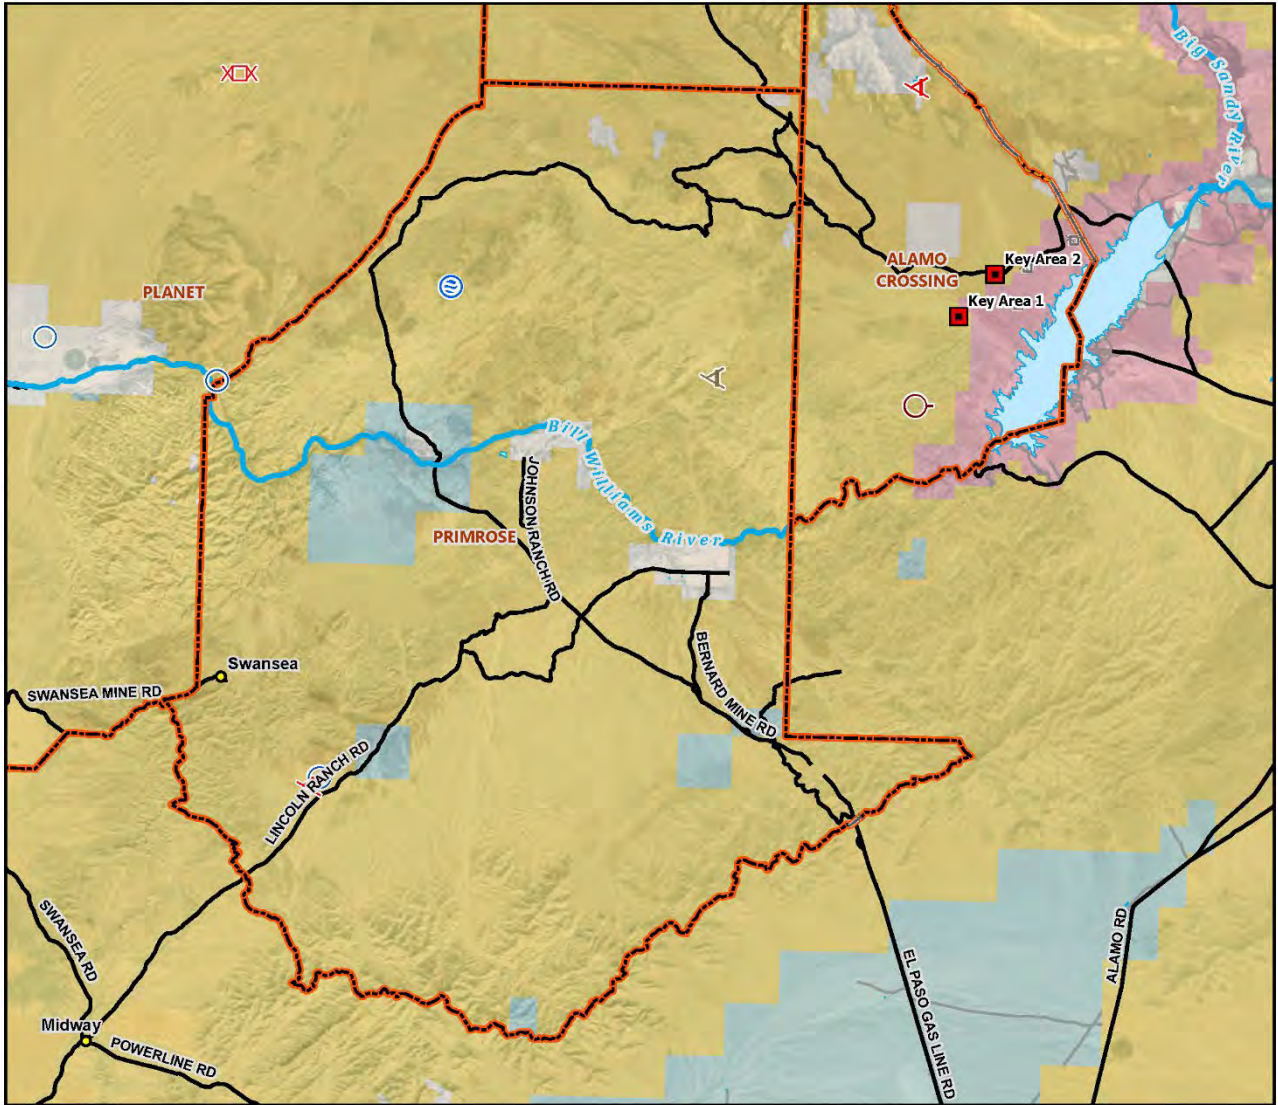 Big Sandy River
PLANET
ALAMO
CROSSING
Key Area 2
Key Area 1
Bill Williams River
JOHNSON RANCH RD
PRIMROSE
Swansea
SWANSEA MINE RD
BERNARD MINE RD
LINCOLN RANCH RD
SWANSEA RD
ALAMO RD
EL PASO GAS LINE RD
Midway
POWERLINE RD